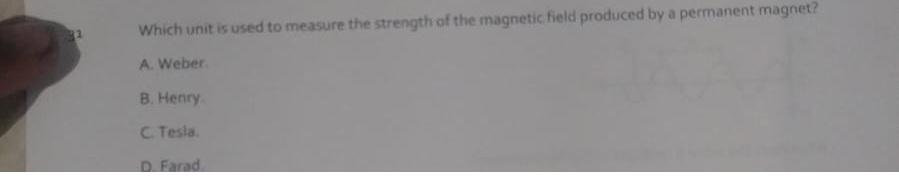 31 Which unit is used to measure the strength of the magnetic field produced by a permanent magnet?
A. Weber.
B. Henry.
C. Tesla.
D. Farad.